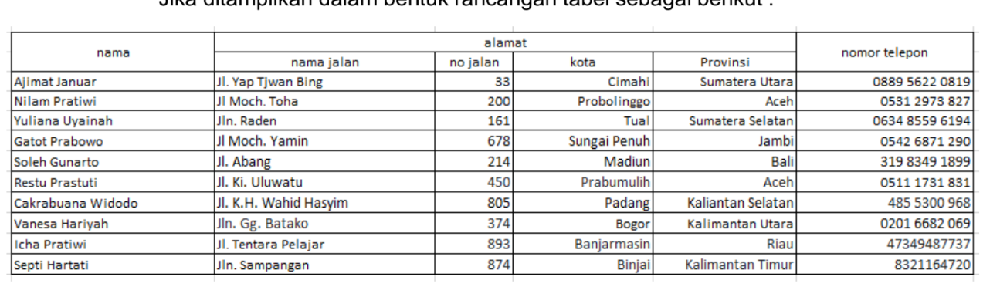 Jika ditampilkan dalam bentuk rancangan tabel sebagai berikut :
nama alamat nomor telepon
nama jalan no jalan kota Provinsi
Ajimat Januar Jl. Yap Tjwan Bing 33 Cimahi Sumatera Utara 0889 5622 0819
Nilam Pratiwi Jl Moch. Toha 200 Probolinggo Aceh 0531 2973 827
Yuliana Uyainah Jln. Raden 161 Tual Sumatera Selatan 0634 8559 6194
Gatot Prabowo Jl Moch. Yamin 678 Sungai Penuh Jambi 0542 6871 290
Soleh Gunarto Jl. Abang 214 Madiun Bali 319 8349 1899
Restu Prastuti Jl. Ki. Uluwatu 450 Prabumulih Aceh 0511 1731 831
Cakrabuana Widodo Jl. K.H. Wahid Hasyim 805 Padang Kaliantan Selatan 485 5300 968
Vanesa Hariyah Jln. Gg. Batako 374 Bogor Kalimantan Utara 0201 6682 069
Icha Pratiwi Jl. Tentara Pelajar 893 Banjarmasin Riau 47349487737
Septi Hartati Jln. Sampangan 874 Binjai Kalimantan Timur 8321164720